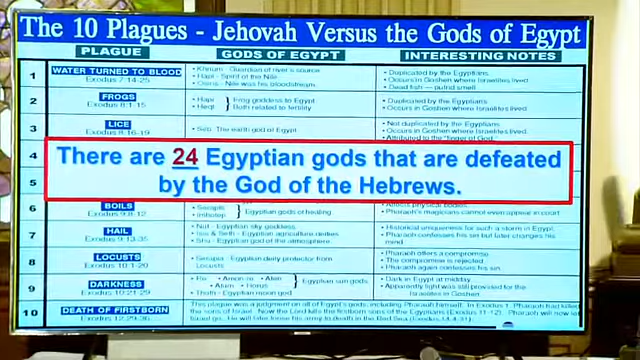 The 10 Plagues - Jehovah Versus the Gods of Egypt
PLAGUE GODS OF EGYPT INTERESTING NOTES
1 WATER TURNED TO BLOOD
Exodus 7:14-25
• Khnum - Guardian of river's source
• Hapi - Spirit of the Nile
• Osiris - Nile was his bloodstream
• Duplicated by the Egyptians
• Occurs in Goshen where Israelites lived
• Dead fish — putrid smell
2 FROGS
Exodus 8:1-15
• Hapi
• Heqt
Frog goddess to Egypt
Both related to fertility
• Duplicated by the Egyptians
• Occurs in Goshen where Israelites lived.
3 LICE
Exodus 8:16-19
• Seb - The earth god of Egypt
• Not duplicated by the Egyptians
• Occurs in Goshen where Israelites lived.
• Attributed to the "finger of God"
There are 24 Egyptian gods that are defeated
by the God of the Hebrews.
4
5
6 BOILS
Exodus 9:8-12
• Serapis
• Imhotep
Egyptian gods of healing
• Affects physical bodies
• Pharaoh's magicians cannot even appear in court
7 HAIL
Exodus 9:13-35
• Nut - Egyptian sky goddess
• Isis & Seth - Egyptian agriculture deities
• Shu - Egyptian god of the atmosphere
• Historical uniqueness for such a storm in Egypt.
• Pharaoh confesses his sin but later changes his
mind
8 LOCUSTS
Exodus 10:1-20
• Serapia - Egyptian deity protector from
Locusts
• Pharaoh offers a compromise
• The compromise is rejected.
• Pharaoh again confesses his sin
9 DARKNESS
Exodus 10:21-29
• Re • Amon-re • Aten
• Atum • Horus
• Thoth - Egyptian moon god
Egyptian sun gods
• Dark in Egypt at midday
• Apparently light was provided for the
Israelites in Goshen
10 DEATH OF FIRSTBORN
Exodus 12:29-36
This plague was a judgment on all of Egypt's gods, including Pharaoh himself. In Exodus 1, Pharaoh had killed
the sons of Israel. Now the Lord kills the firstborn sons of the Egyptians